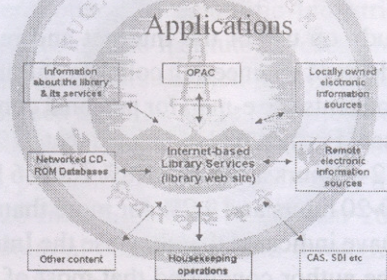 Applications
Information
about the library
& its services
OPAC
Locally owned
electronic
information
sources
Networked CD-
ROM Databases
Internet-based
Library Services
(library web site)
Remote
electronic
information
sources
Other content
Housekeeping
operations
CAS, SDI etc